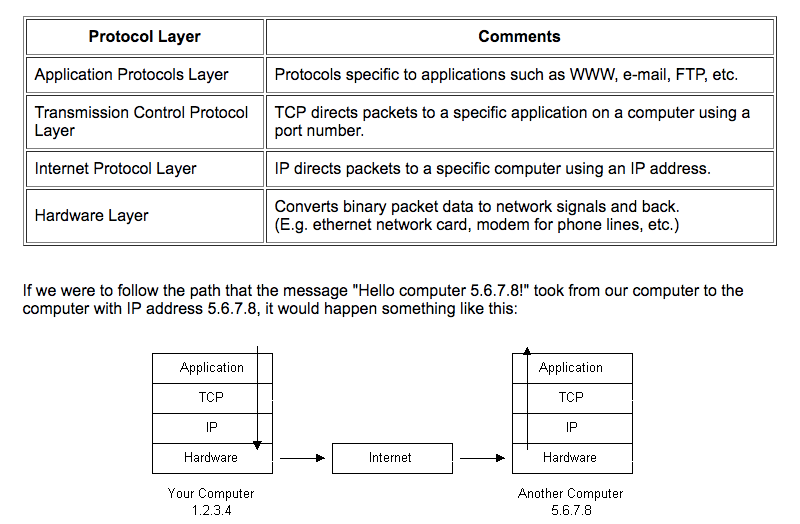 Protocol Layer
Comments
Application Protocols Layer
Protocols specific to applications such as WWW, e-mail, FTP, etc.
Transmission Control Protocol
Layer
TCP directs packets to a specific application on a computer using a
port number.
Internet Protocol Layer
IP directs packets to a specific computer using an IP address.
Hardware Layer
Converts binary packet data to network signals and back.
(E.g. ethernet network card, modem for phone lines, etc.)
If we were to follow the path that the message "Hello computer 5.6.7.8!" took from our computer to the
computer with IP address 5.6.7.8, it would happen something like this:
Application
TCP
IP
Hardware
Your Computer
1.2.3.4
Internet
Application
TCP
IP
Hardware
Another Computer
5.6.7.8